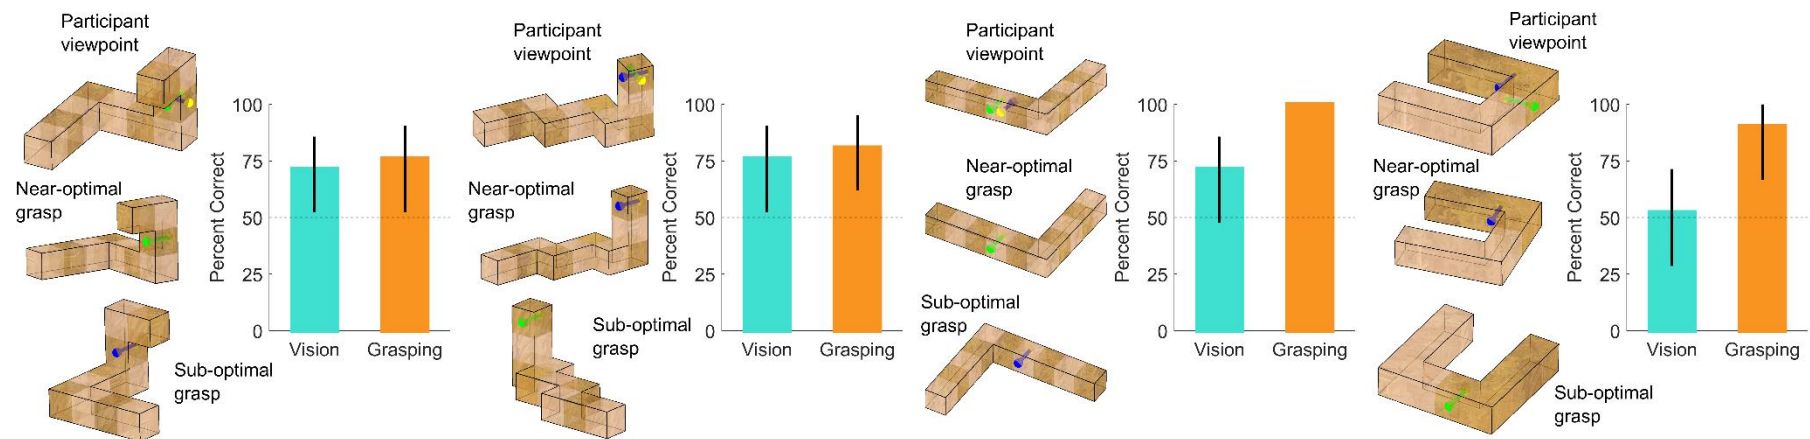 Participant
viewpoint
Near-optimal
grasp
Sub-optimal
grasp
Percent Correct
100
75
50
25
0
Vision
Grasping
Participant
viewpoint
Near-optimal
grasp
Sub-optimal
grasp
Percent Correct
100
75
50
25
0
Vision
Grasping
Participant
viewpoint
Near-optimal
grasp
Sub-optimal
grasp
Percent Correct
100
75
50
25
0
Vision
Grasping
Participant
viewpoint
Near-optimal
grasp
Sub-optimal
grasp
Percent Correct
100
75
50
25
0
Vision
Grasping